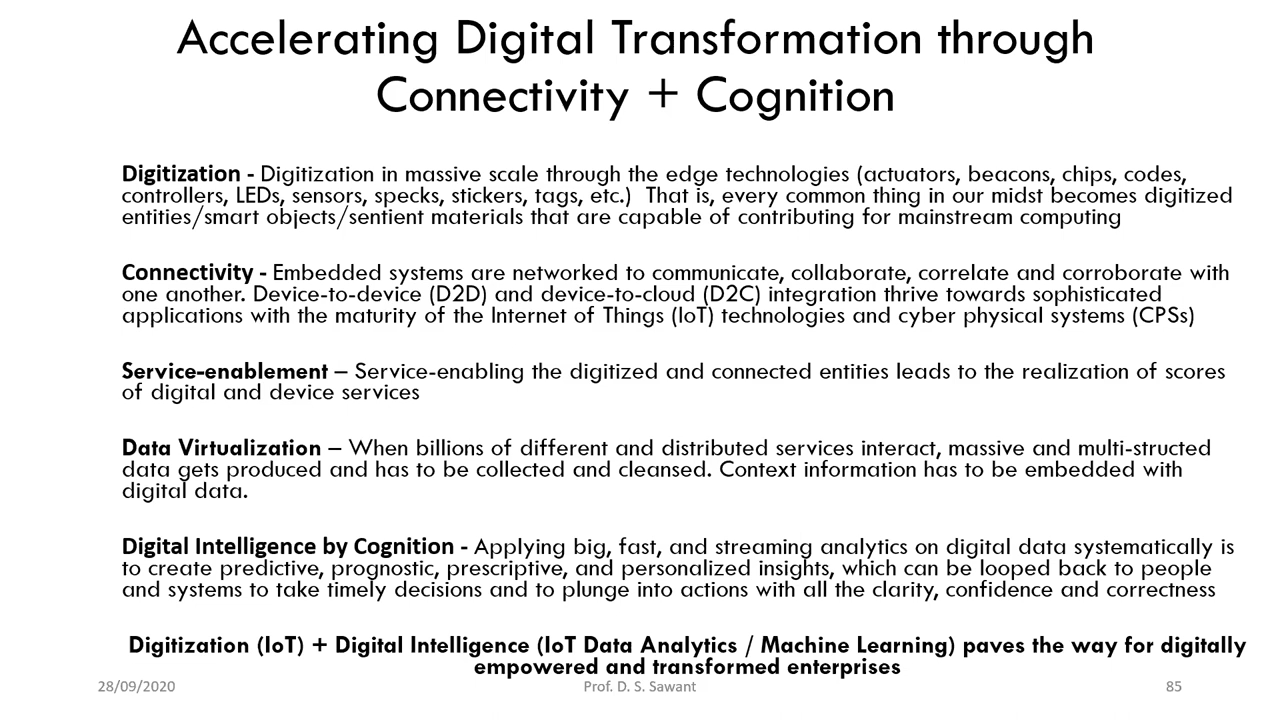 Accelerating Digital Transformation through
Connectivity + Cognition
Digitization - Digitization in massive scale through the edge technologies (actuators, beacons, chips, codes,
controllers, LEDs, sensors, specks, stickers, tags, etc.)  That is, every common thing in our midst becomes digitized
entities/smart objects/sentient materials that are capable of contributing for mainstream computing
Connectivity - Embedded systems are networked to communicate, collaborate, correlate and corroborate with
one another. Device-to-device (D2D) and device-to-cloud (D2C) integration thrive towards sophisticated
applications with the maturity of the Internet of Things (IoT) technologies and cyber physical systems (CPSs)
Service-enablement – Service-enabling the digitized and connected entities leads to the realization of scores
of digital and device services
Data Virtualization – When billions of different and distributed services interact, massive and multi-structed
data gets produced and has to be collected and cleansed. Context information has to be embedded with
digital data.
Digital Intelligence by Cognition - Applying big, fast, and streaming analytics on digital data systematically is
to create predictive, prognostic, prescriptive, and personalized insights, which can be looped back to people
and systems to take timely decisions and to plunge into actions with all the clarity, confidence and correctness
Digitization (IoT) + Digital Intelligence (IoT Data Analytics / Machine Learning) paves the way for digitally
empowered and transformed enterprises
28/09/2020 Prof. D. S. Sawant 85